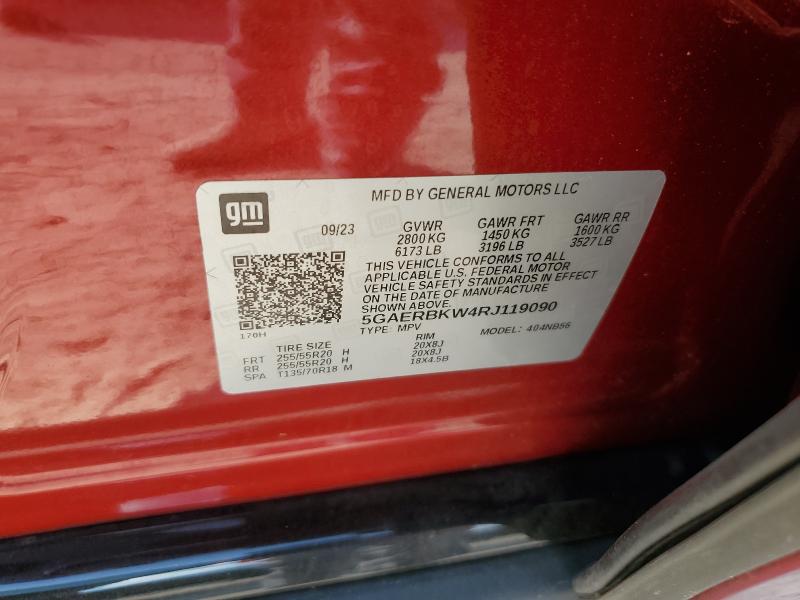 gm
MFD BY GENERAL MOTORS LLC
09/23 GVWR GAWR FRT GAWR RR
2800 KG 1450 KG 1600 KG
6173 LB 3196 LB 3527 LB
THIS VEHICLE CONFORMS TO ALL
APPLICABLE U.S. FEDERAL MOTOR
VEHICLE SAFETY STANDARDS IN EFFECT
ON THE DATE OF MANUFACTURE
SHOWN ABOVE.
5GAERBKW4RJ119090
170H
TYPE: MPV MODEL: 404NB56
TIRE SIZE RIM
FRT 255/55R20 H 20X8J
RR 255/55R20 H 20X8J
SPA T135/70R18 M 18X4.5B